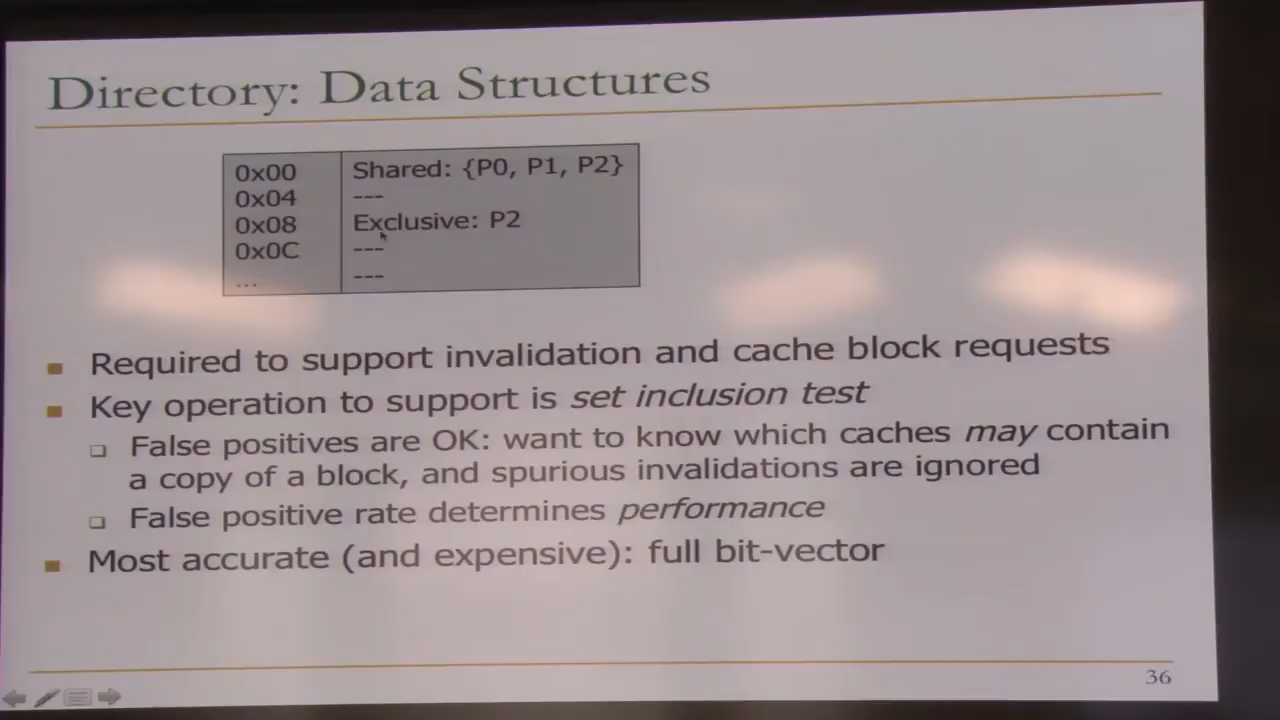 Directory: Data Structures
0x00 Shared: {P0, P1, P2}
0x04 ---
0x08 Exclusive: P2
0x0C ---
... ---
Required to support invalidation and cache block requests
Key operation to support is set inclusion test
False positives are OK: want to know which caches may contain
a copy of a block, and spurious invalidations are ignored
False positive rate determines performance
Most accurate (and expensive): full bit-vector
36